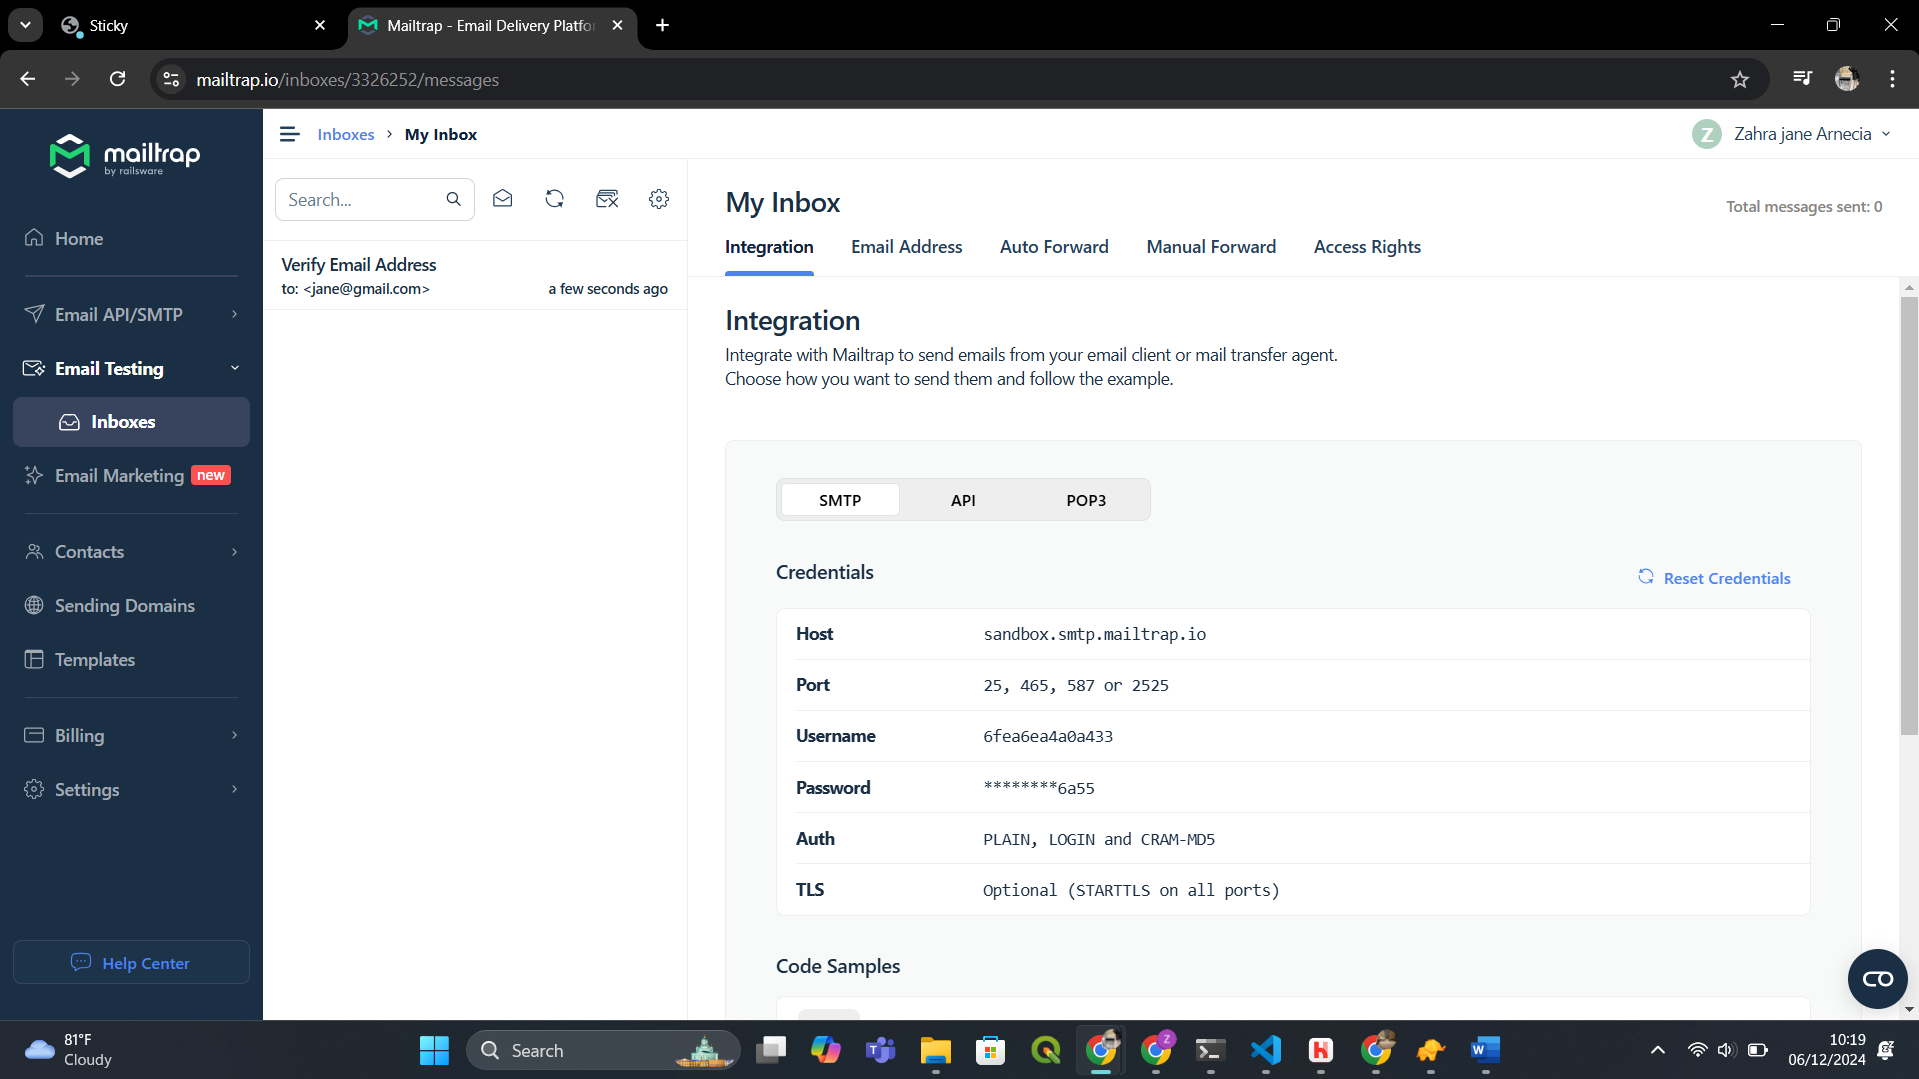 Sticky
Mailtrap - Email Delivery Platfo
mailtrap.io/inboxes/3326252/messages
mailtrap
by railsware
Inboxes > My Inbox
Z Zahra jane Arnecia
Home
Email API/SMTP
Email Testing
Inboxes
Email Marketing new
Contacts
Sending Domains
Templates
Billing
Settings
Help Center
Search...
Verify Email Address
to: <jane@gmail.com> a few seconds ago
My Inbox
Total messages sent: 0
Integration Email Address Auto Forward Manual Forward Access Rights
Integration
Integrate with Mailtrap to send emails from your email client or mail transfer agent.
Choose how you want to send them and follow the example.
SMTP API POP3
Credentials
Reset Credentials
Host sandbox.smtp.mailtrap.io
Port 25, 465, 587 or 2525
Username 6fea6ea4a0a433
Password ********6a55
Auth PLAIN, LOGIN and CRAM-MD5
TLS Optional (STARTTLS on all ports)
Code Samples
81°F
Cloudy
Search
10:19
06/12/2024